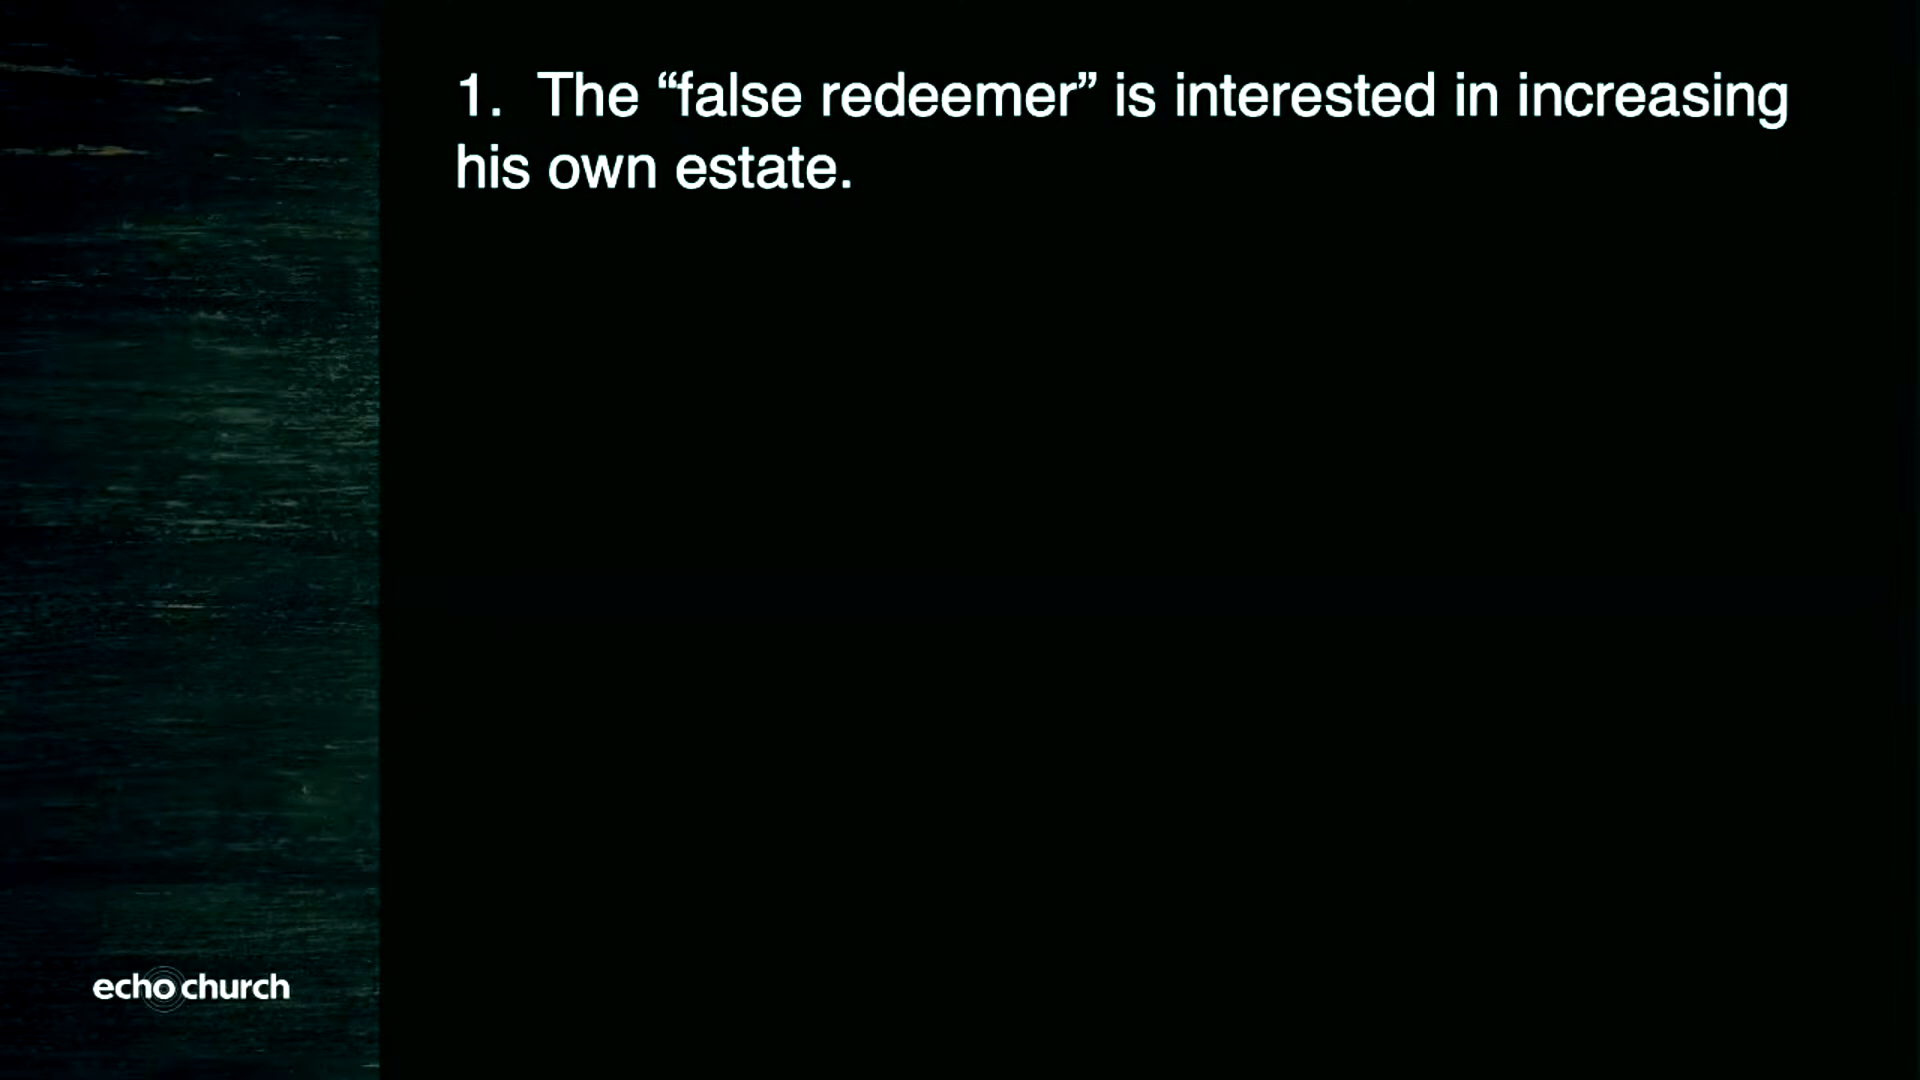 1. The “false redeemer” is interested in increasing
his own estate.
echo church